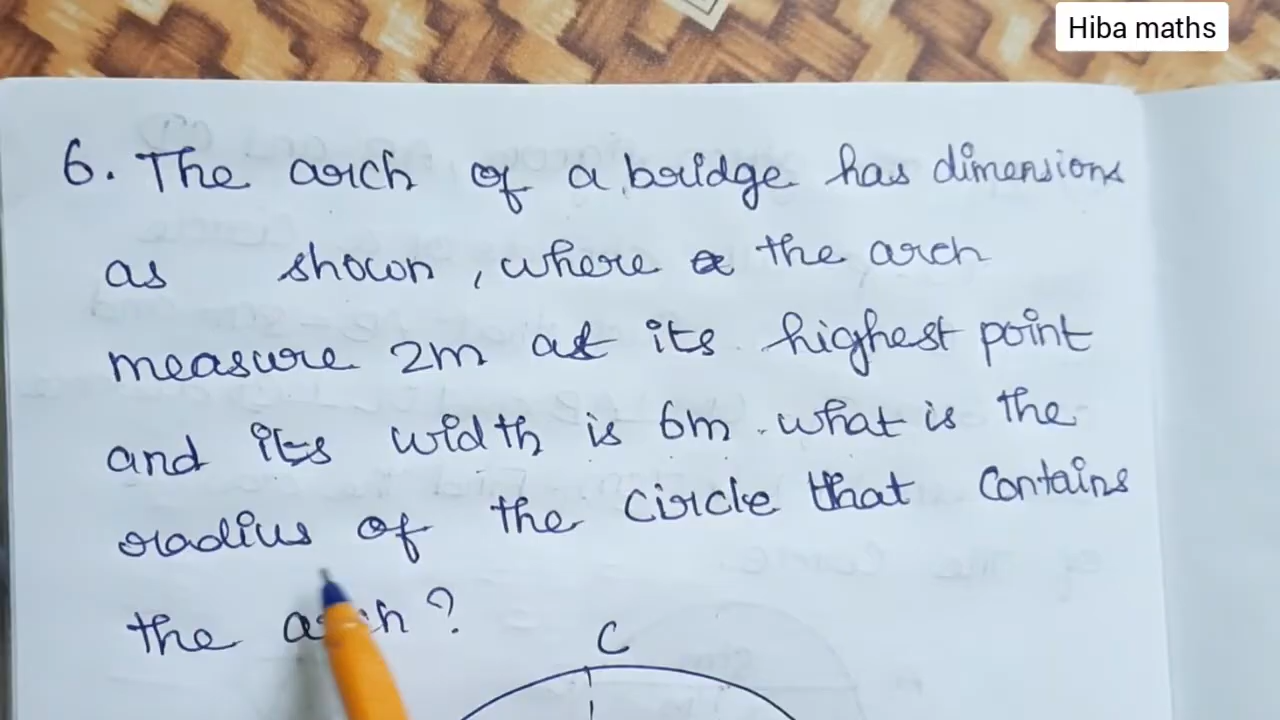 Hiba maths
6. The arch of a bridge has dimensions
as shown, where the arch
measure 2m at its highest point
and its width is 6m. what is the
radius of the circle that contains
the arch?
C